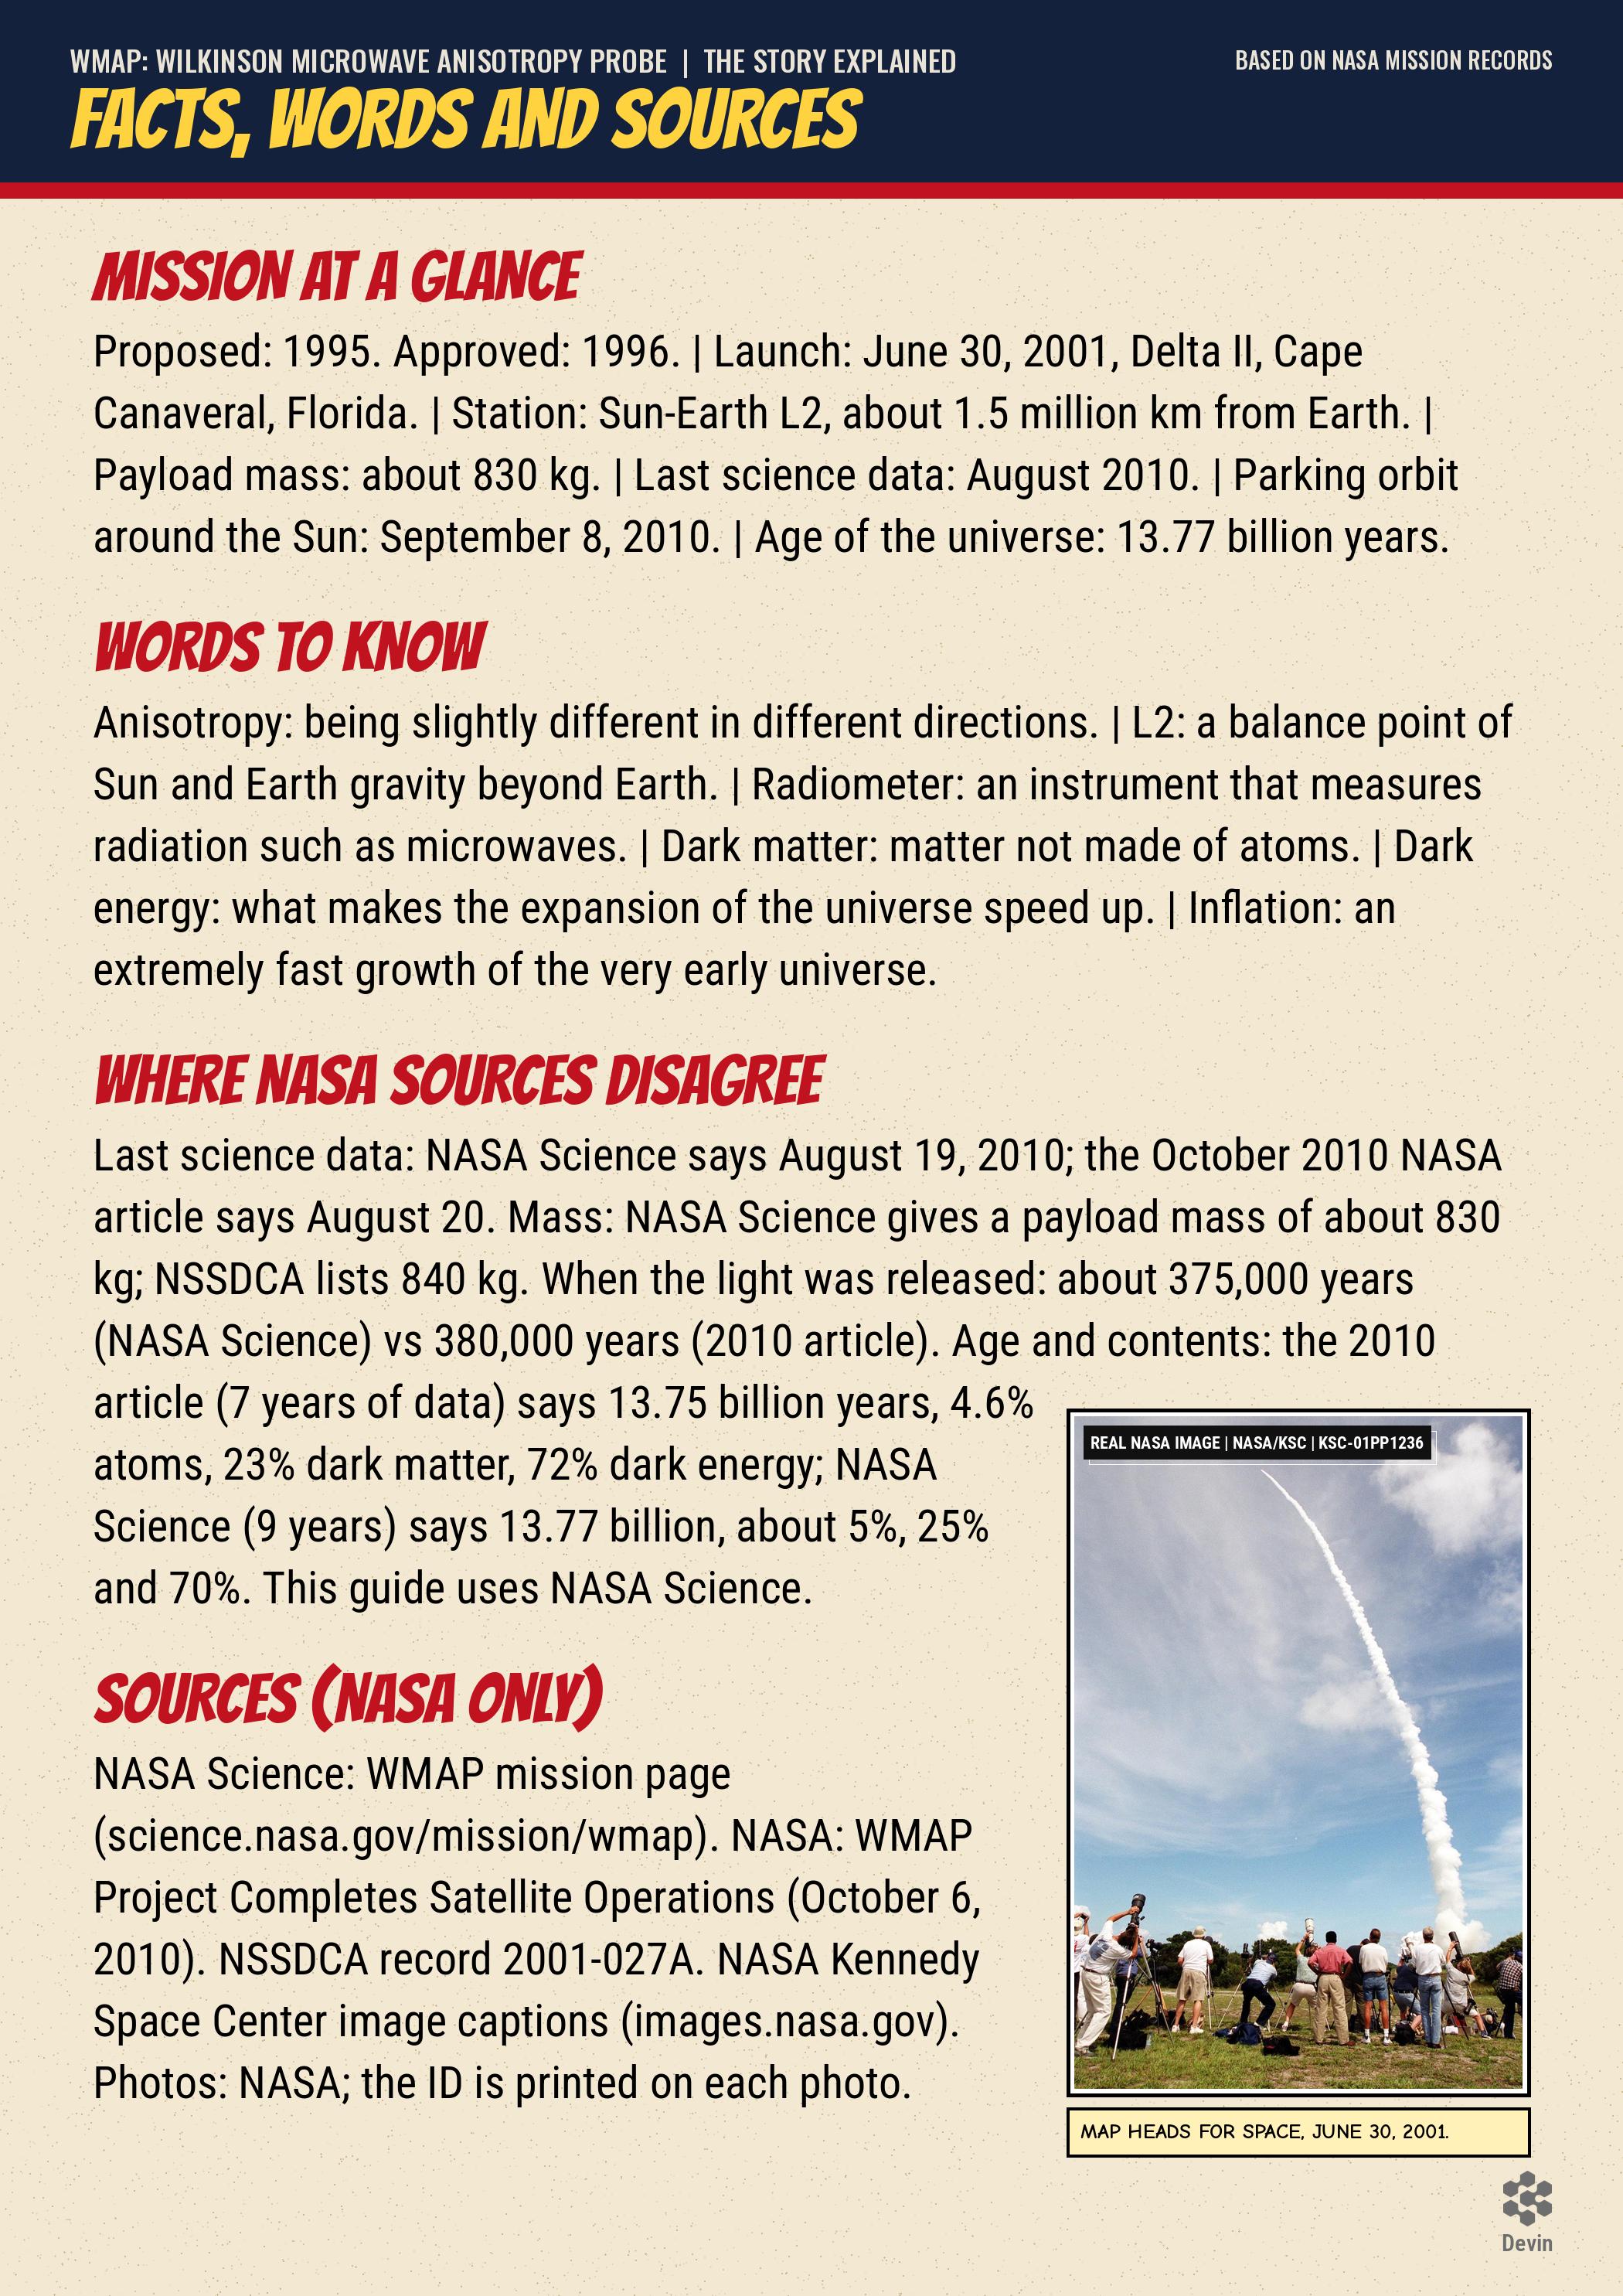 WMAP: WILKINSON MICROWAVE ANISOTROPY PROBE | THE STORY EXPLAINED
BASED ON NASA MISSION RECORDS
FACTS, WORDS AND SOURCES
MISSION AT A GLANCE
Proposed: 1995. Approved: 1996. | Launch: June 30, 2001, Delta II, Cape
Canaveral, Florida. | Station: Sun-Earth L2, about 1.5 million km from Earth. |
Payload mass: about 830 kg. | Last science data: August 2010. | Parking orbit
around the Sun: September 8, 2010. | Age of the universe: 13.77 billion years.
WORDS TO KNOW
Anisotropy: being slightly different in different directions. | L2: a balance point of
Sun and Earth gravity beyond Earth. | Radiometer: an instrument that measures
radiation such as microwaves. | Dark matter: matter not made of atoms. | Dark
energy: what makes the expansion of the universe speed up. | Inflation: an
extremely fast growth of the very early universe.
WHERE NASA SOURCES DISAGREE
Last science data: NASA Science says August 19, 2010; the October 2010 NASA
article says August 20. Mass: NASA Science gives a payload mass of about 830
kg; NSSDCA lists 840 kg. When the light was released: about 375,000 years
(NASA Science) vs 380,000 years (2010 article). Age and contents: the 2010
article (7 years of data) says 13.75 billion years, 4.6%
atoms, 23% dark matter, 72% dark energy; NASA
Science (9 years) says 13.77 billion, about 5%, 25%
and 70%. This guide uses NASA Science.
SOURCES (NASA ONLY)
NASA Science: WMAP mission page
(science.nasa.gov/mission/wmap). NASA: WMAP
Project Completes Satellite Operations (October 6,
2010). NSSDCA record 2001-027A. NASA Kennedy
Space Center image captions (images.nasa.gov).
Photos: NASA; the ID is printed on each photo.
REAL NASA IMAGE | NASA/KSC | KSC-01PP1236
MAP HEADS FOR SPACE, JUNE 30, 2001.
Devin